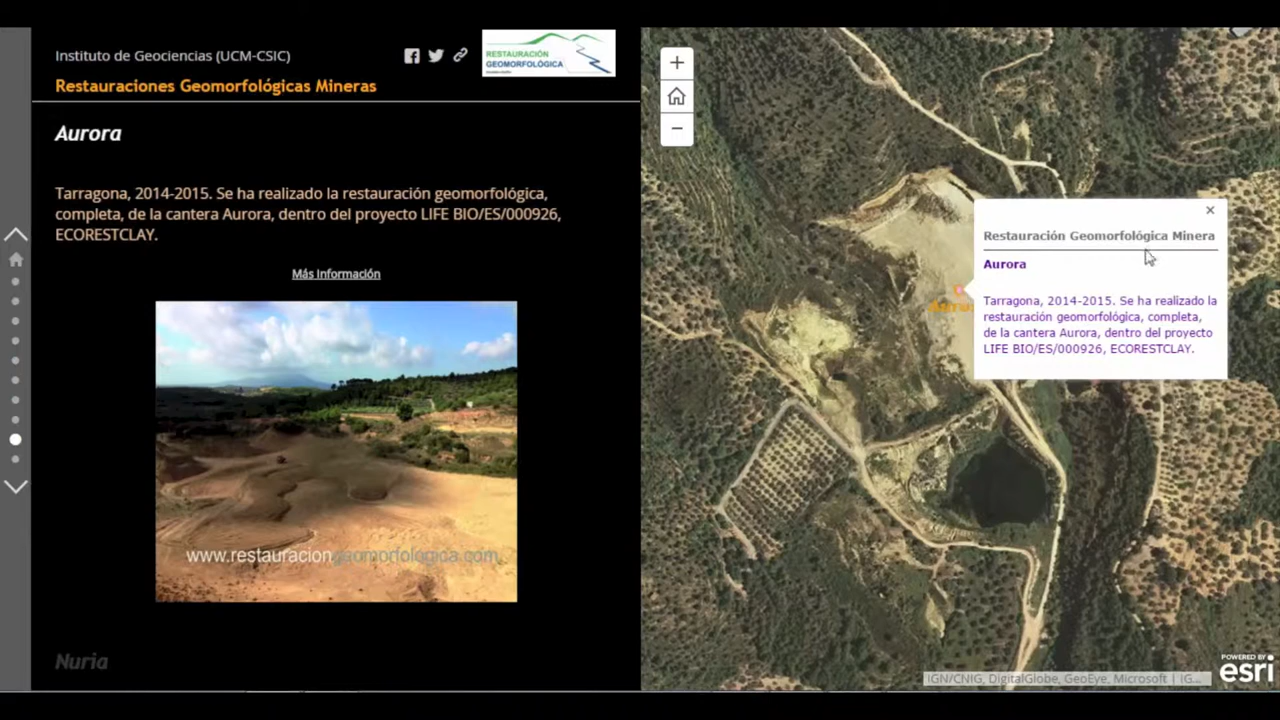 Instituto de Geociencias (UCM-CSIC)
RESTAURACIÓN
GEOMORFOLÓGICA
Restauraciones Geomorfológicas Mineras
Aurora
Tarragona, 2014-2015. Se ha realizado la restauración geomorfológica,
completa, de la cantera Aurora, dentro del proyecto LIFE BIO/ES/000926,
ECORESTCLAY.
Más Información
www.restauraciongeomorfologica.com
Nuria
Restauración Geomorfológica Minera
Aurora
Tarragona, 2014-2015. Se ha realizado la
restauración geomorfológica, completa,
de la cantera Aurora, dentro del proyecto
LIFE BIO/ES/000926, ECORESTCLAY.
POWERED BY
esri
IGN/CNIG, DigitalGlobe, GeoEye, Microsoft | IG...